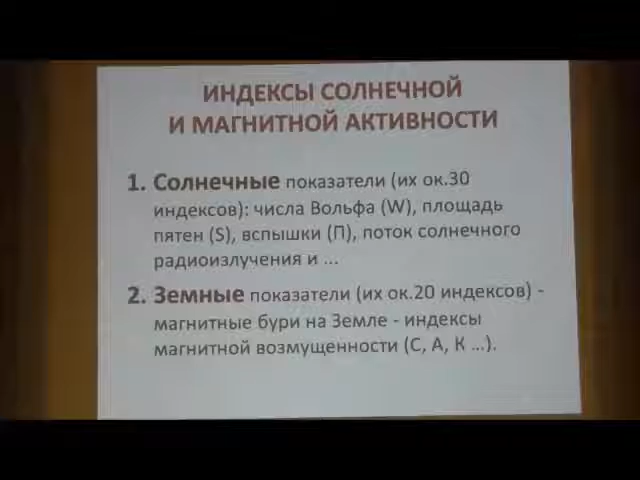 ИНДЕКСЫ СОЛНЕЧНОЙ
И МАГНИТНОЙ АКТИВНОСТИ
1. Солнечные показатели (их ок.30
индексов): числа Вольфа (W), площадь
пятен (S), вспышки (П), поток солнечного
радиоизлучения и ...
2. Земные показатели (их ок.20 индексов) -
магнитные бури на Земле - индексы
магнитной возмущенности (С, А, К ...).